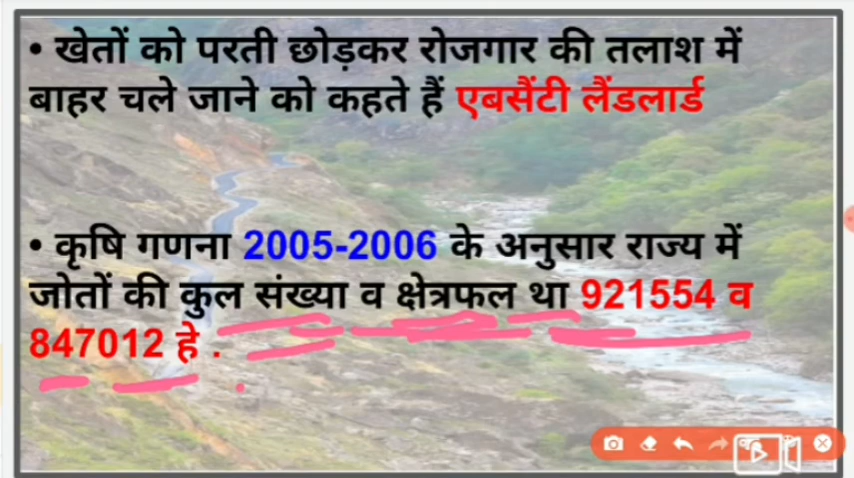 • खेतों को परती छोड़कर रोजगार की तलाश में
बाहर चले जाने को कहते हैं एबसैंटी लैंडलार्ड
• कृषि गणना 2005-2006 के अनुसार राज्य में
जोतों की कुल संख्या व क्षेत्रफल था 921554 व
847012 हे .